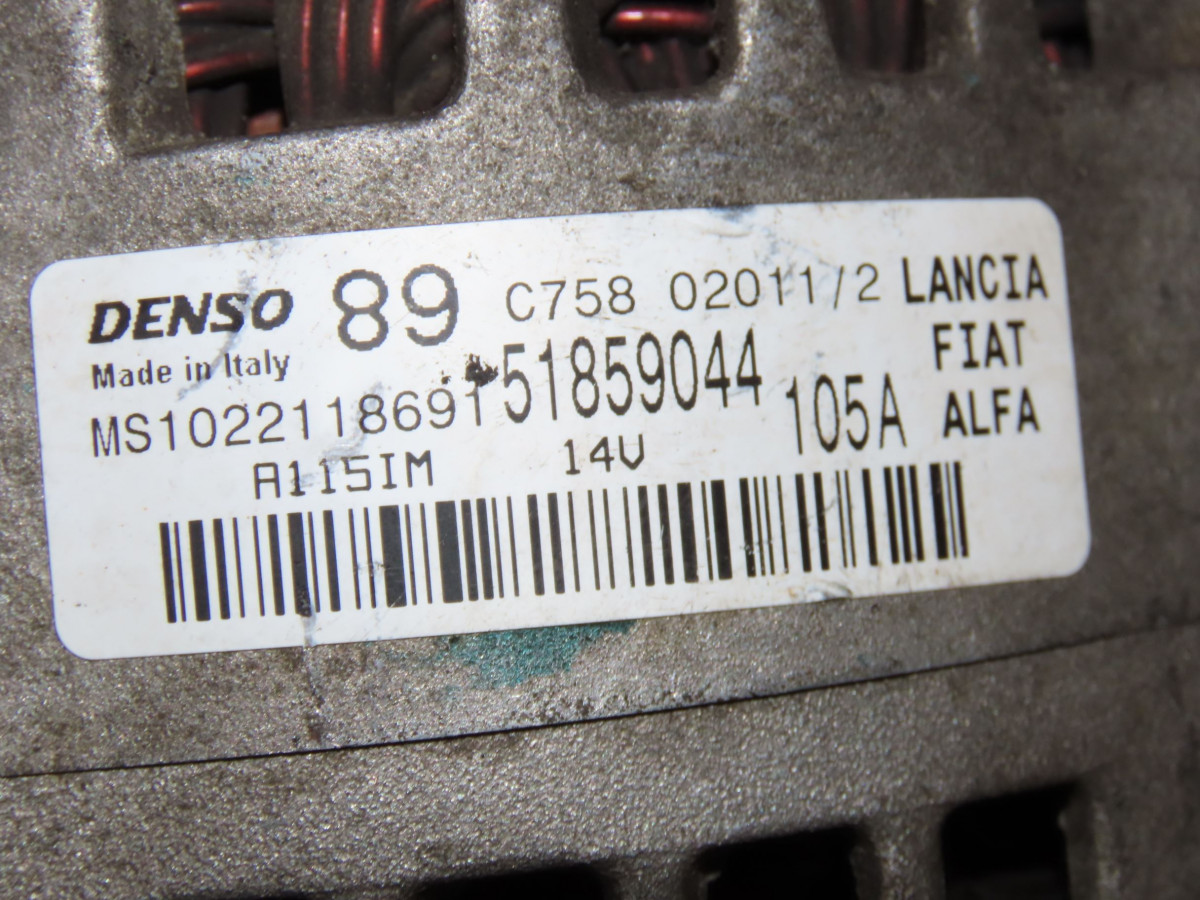 DENSO 89 C758 02011/2 LANCIA
Made in Italy 51859044 FIAT
MS1022118691 105A ALFA
A115IM 14V